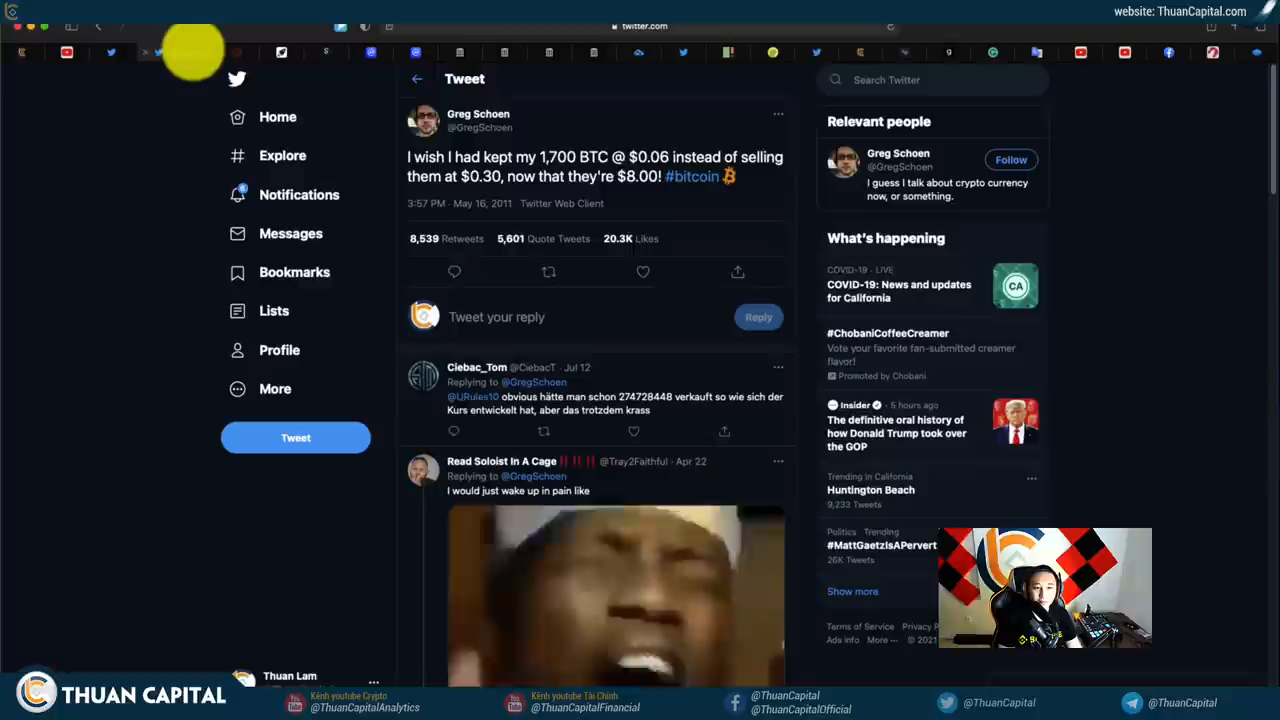 website: ThuanCapital.com
twitter.com
Home
Explore
6
Notifications
Messages
Bookmarks
Lists
Profile
More
Tweet
Thuan Lam
Tweet
Greg Schoen
@GregSchoen
I wish I had kept my 1,700 BTC @ $0.06 instead of selling
them at $0.30, now that they're $8.00! #bitcoin
3:57 PM · May 16, 2011 Twitter Web Client
8,539 Retweets 5,601 Quote Tweets 20.3K Likes
Tweet your reply
Reply
Ciebac_Tom @CiebacT · Jul 12
Replying to @GregSchoen
@URules10 obvious hätte man schon 274728448 verkauft so wie sich der
Kurs entwickelt hat, aber das trotzdem krass
Read Soloist In A Cage‼️‼️‼️ @Tray2Faithful · Apr 22
Replying to @GregSchoen
I would just wake up in pain like
Search Twitter
Relevant people
Greg Schoen
@GregSchoen
Follow
I guess I talk about crypto currency
now, or something.
What's happening
COVID-19 · LIVE
COVID-19: News and updates
for California
CA
#ChobaniCoffeeCreamer
Vote your favorite fan-submitted creamer
flavor!
Promoted by Chobani
Insider · 5 hours ago
The definitive oral history of
how Donald Trump took over
the GOP
Trending in California
Huntington Beach
9,233 Tweets
Politics · Trending
#MattGaetzIsAPervert
26K Tweets
Show more
Terms of Service Privacy P
Ad info More ··· © 2021
THUAN CAPITAL
Kênh youtube Crypto
@ThuanCapitalAnalytics
Kênh youtube Tài Chính
@ThuanCapitalFinancial
@ThuanCapital
@ThuanCapitalOfficial
@ThuanCapital
@ThuanCapital